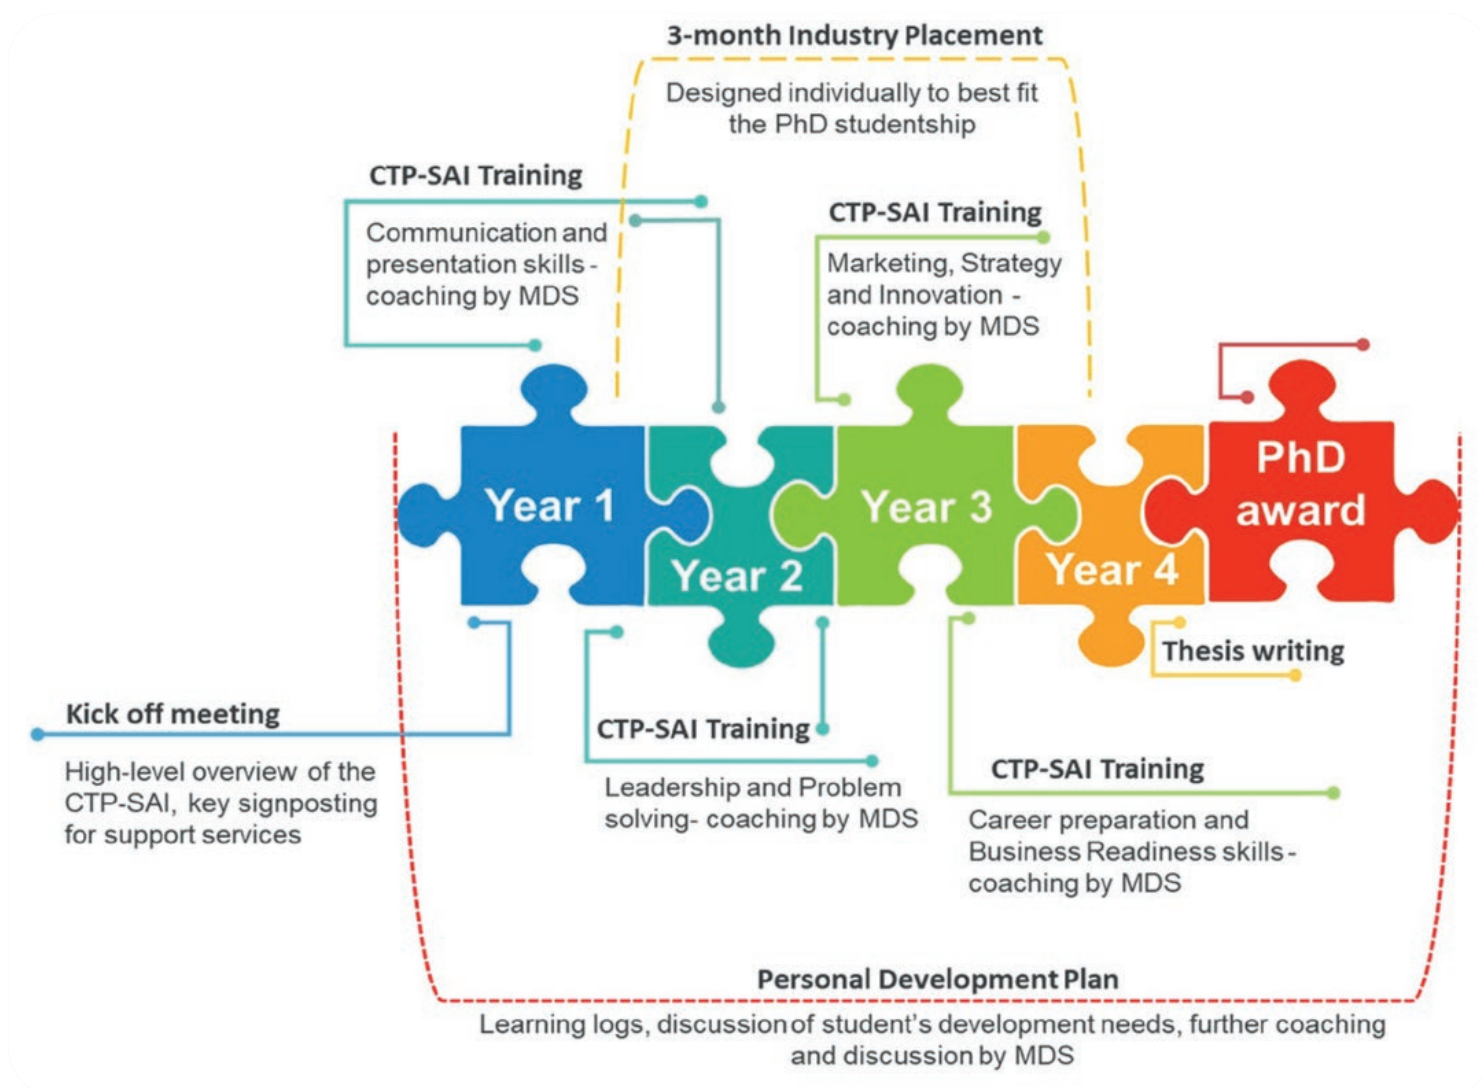 3-month Industry Placement
Designed individually to best fit
the PhD studentship
CTP-SAI Training
Communication and
presentation skills -
coaching by MDS
CTP-SAI Training
Marketing, Strategy
and Innovation -
coaching by MDS
Year 1
Year 2
Year 3
Year 4
PhD
award
Kick off meeting
High-level overview of the
CTP-SAI, key signposting
for support services
CTP-SAI Training
Leadership and Problem
solving- coaching by MDS
Thesis writing
CTP-SAI Training
Career preparation and
Business Readiness skills -
coaching by MDS
Personal Development Plan
Learning logs, discussion of student's development needs, further coaching
and discussion by MDS